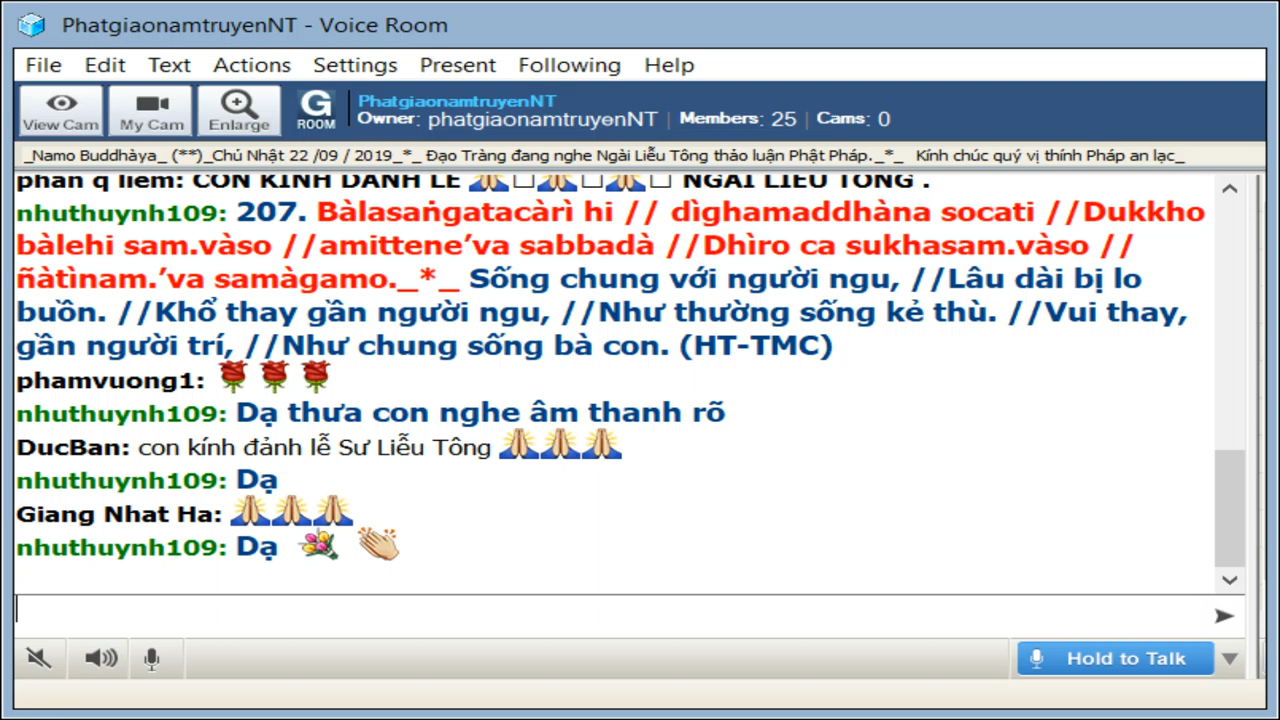 PhatgiaonamtruyenNT - Voice Room
File Edit Text Actions Settings Present Following Help
View Cam My Cam Enlarge G ROOM
PhatgiaonamtruyenNT
Owner: phatgiaonamtruyenNT Members: 25 Cams: 0
_Namo Buddhàya_ (**)_Chủ Nhật 22 /09 / 2019_*_ Đạo Tràng đang nghe Ngài Liễu Tông thảo luận Phật Pháp._*_ Kính chúc quý vị thính Pháp an lạc_
phan q liem: CON KÍNH ĐẢNH LỄ 🙏□🙏□🙏□ NGÀI LIỄU TÔNG .
nhuthuynh109: 207. Bàlasaṅgatacàrì hi // dìghamaddhàna socati //Dukkho
bàlehi sam.vàso //amittene’va sabbadà //Dhìro ca sukhasam.vàso //
ñàtìnam.’va samàgamo._*_ Sống chung với người ngu, //Lâu dài bị lo
buồn. //Khổ thay gần người ngu, //Như thường sống kẻ thù. //Vui thay,
gần người trí, //Như chung sống bà con. (HT-TMC)
phamvuong1: 🌹🌹🌹
nhuthuynh109: Dạ thưa con nghe âm thanh rõ
DucBan: con kính đảnh lễ Sư Liễu Tông 🙏🙏🙏
nhuthuynh109: Dạ
Giang Nhat Ha: 🙏🙏🙏
nhuthuynh109: Dạ 💐 👏
Hold to Talk